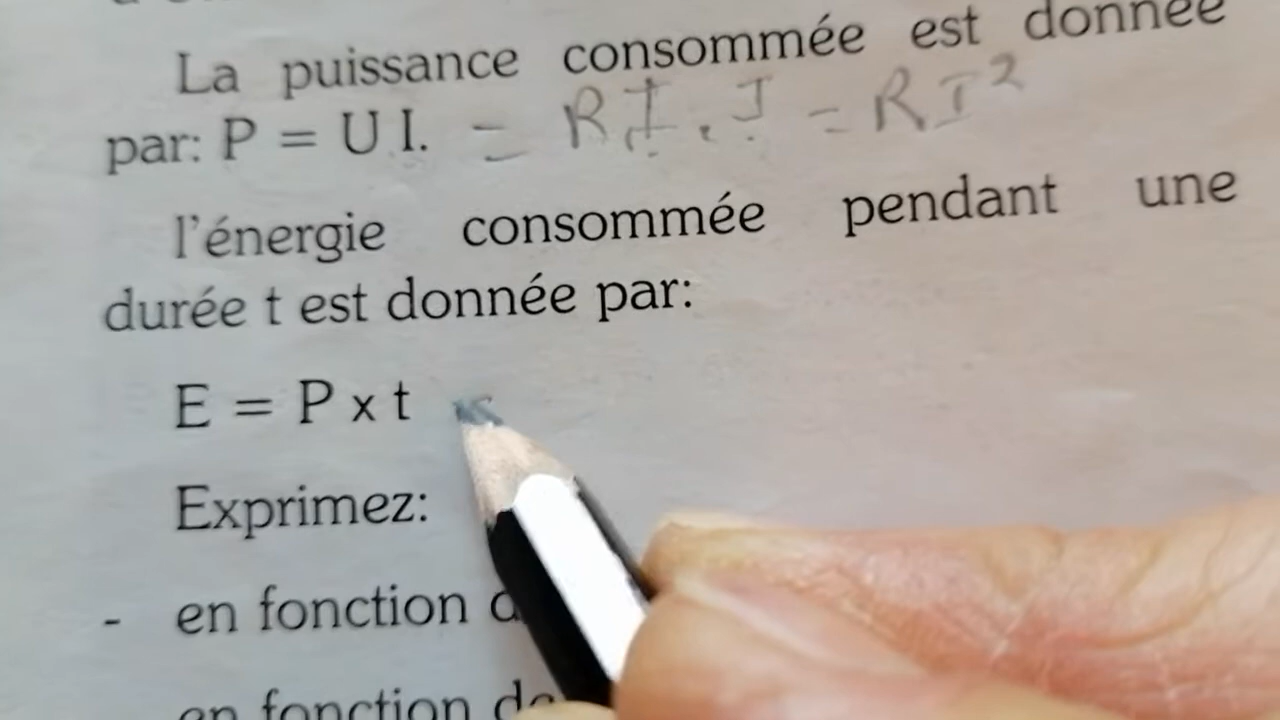 La puissance consommée est donnée
par: P = U I. = RI . I = RI²
l'énergie consommée pendant une
durée t est donnée par:
E = P x t
Exprimez:
- en fonction
en fonction de